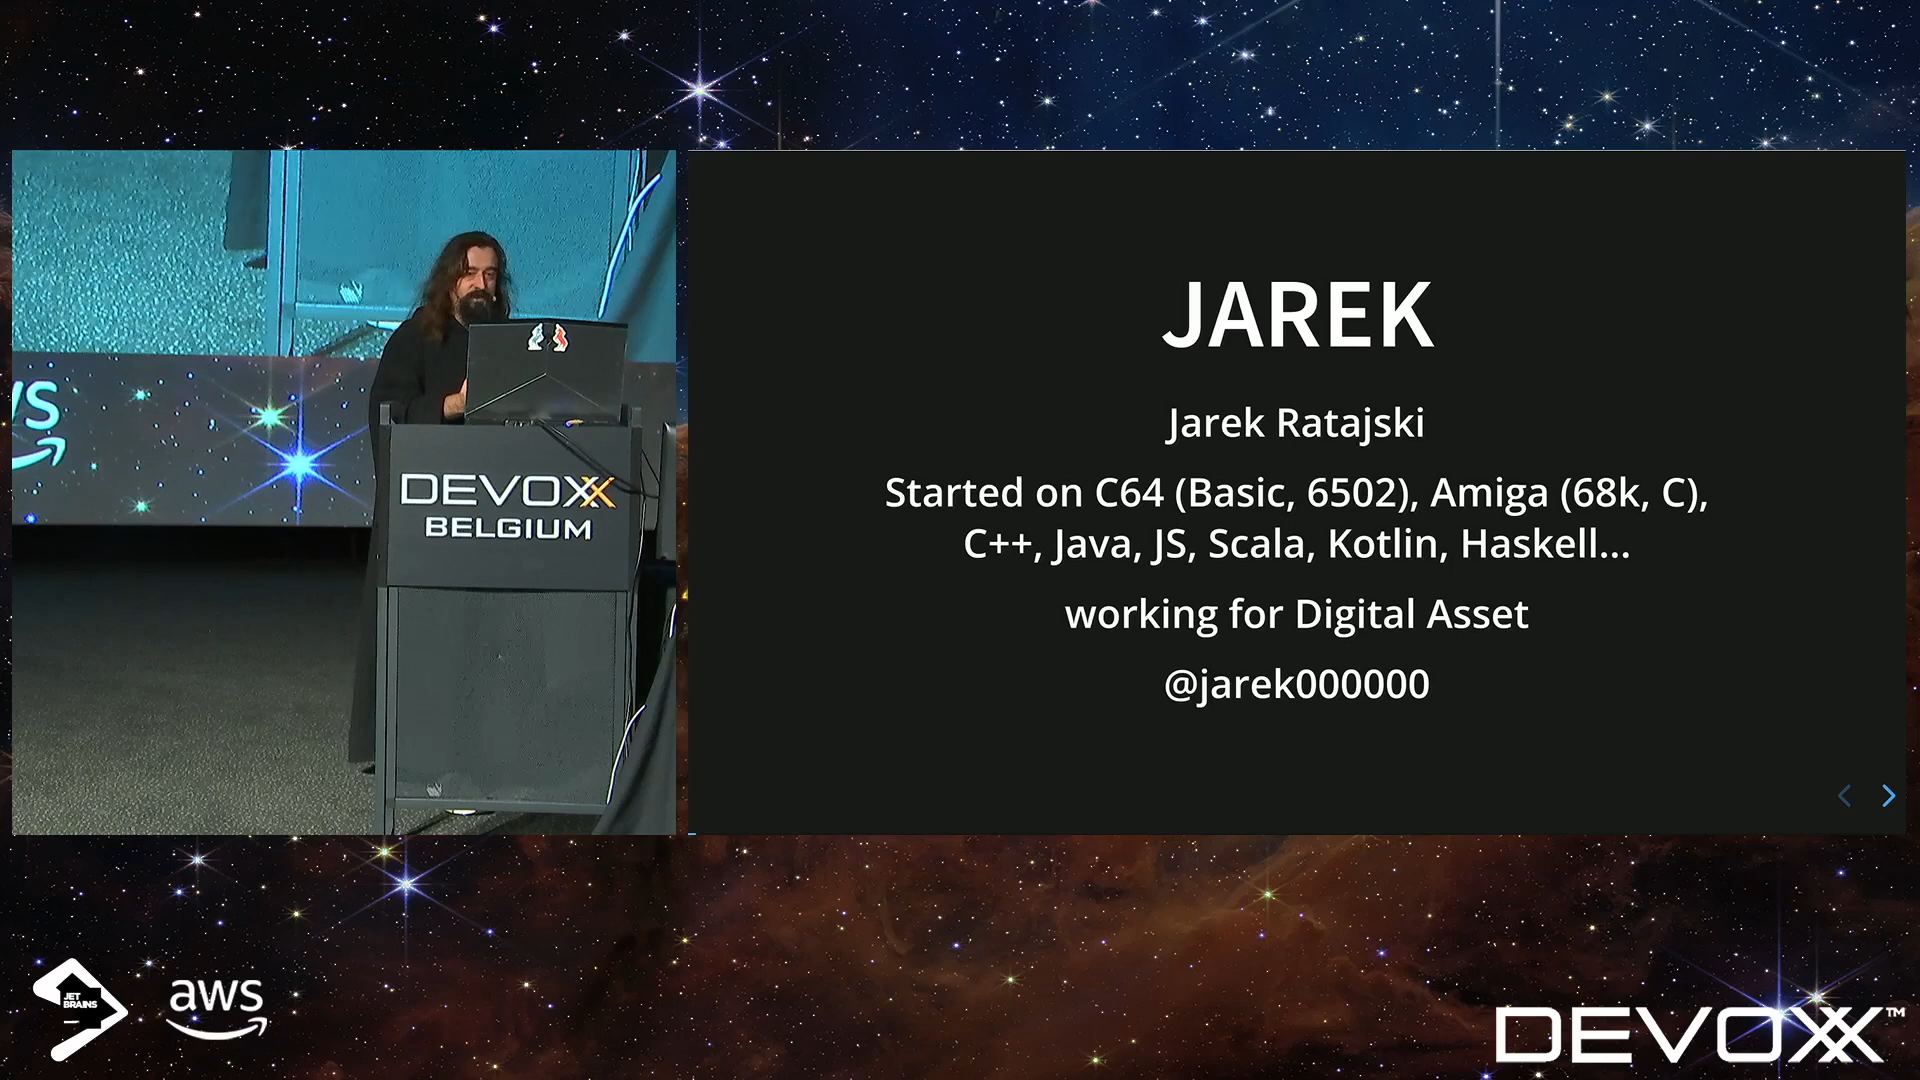 JAREK
Jarek Ratajski
Started on C64 (Basic, 6502), Amiga (68k, C),
C++, Java, JS, Scala, Kotlin, Haskell...
working for Digital Asset
@jarek000000
DEVOXX
BELGIUM
JET
BRAINS
aws
DEVOXX™